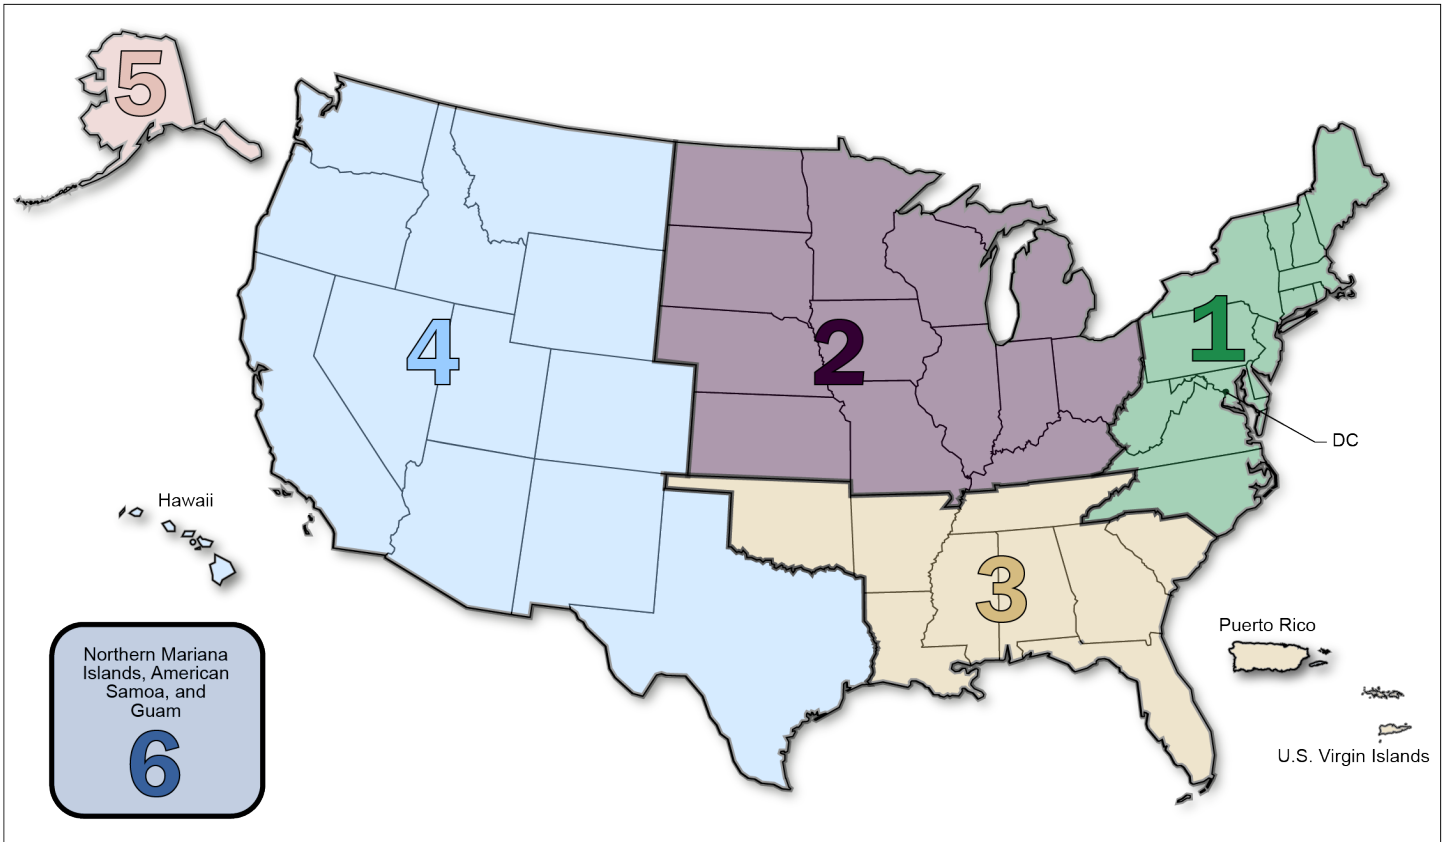 5
4
2
1
DC
Hawaii
3
Puerto Rico
U.S. Virgin Islands
Northern Mariana
Islands, American
Samoa, and
Guam
6